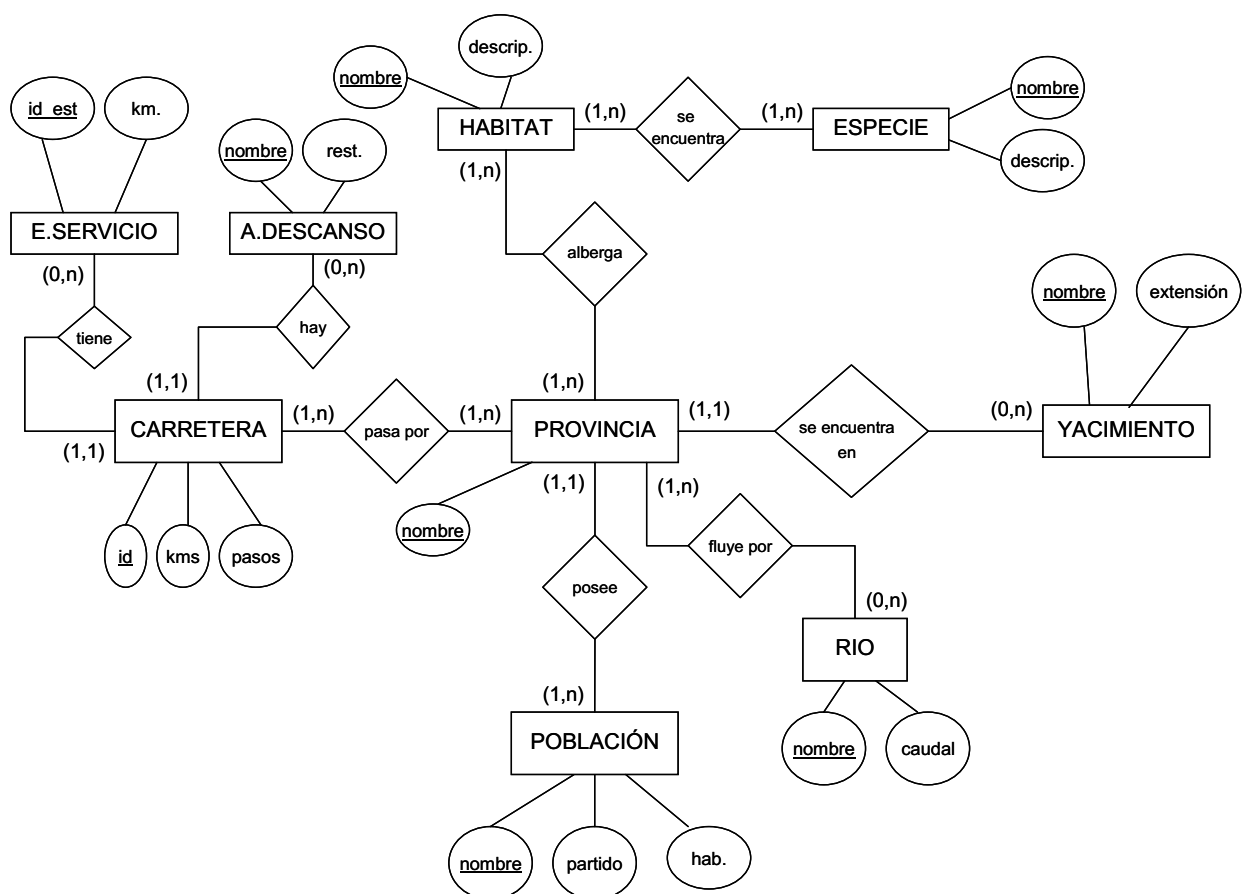 descrip.
nombre
id_est
km.
nombre
rest.
HABITAT
(1,n)
se
encuentra
(1,n)
ESPECIE
nombre
descrip.
(1,n)
E.SERVICIO
A.DESCANSO
(0,n)
(0,n)
alberga
nombre
extensión
tiene
hay
(1,1)
(1,n)
CARRETERA
(1,1)
(1,n)
pasa por
(1,n)
PROVINCIA
(1,1)
se encuentra
en
(0,n)
YACIMIENTO
(1,1)
(1,n)
nombre
id
kms
pasos
fluye por
posee
(0,n)
RIO
(1,n)
POBLACIÓN
nombre
caudal
nombre
partido
hab.